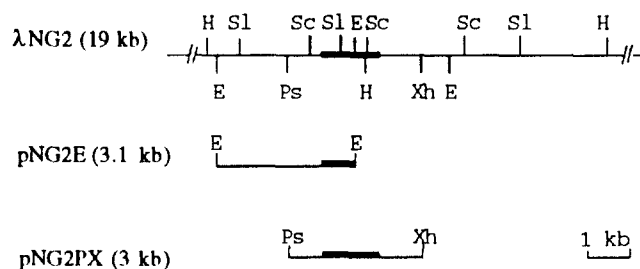 H Sl Sc Sl E Sc Sc Sl H
λNG2 (19 kb)
E Ps H Xh E
E E
pNG2E (3.1 kb)
Ps Xh 1 kb
pNG2PX (3 kb)